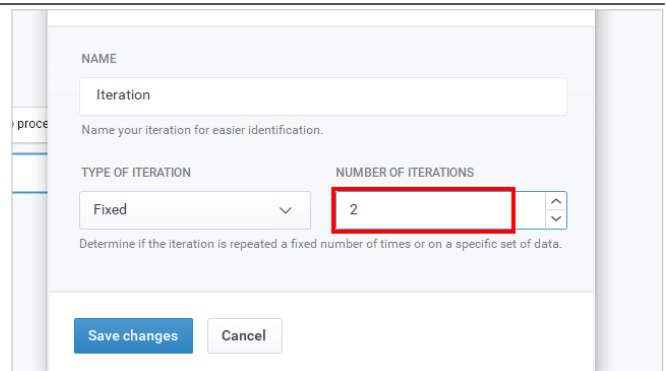 NAME
Iteration
proce
Name your iteration for easier identification.
TYPE OF ITERATION NUMBER OF ITERATIONS
Fixed 2
Determine if the iteration is repeated a fixed number of times or on a specific set of data.
Save changes Cancel